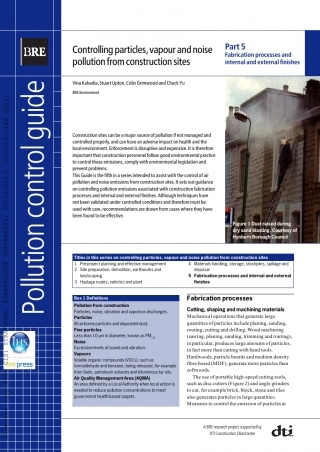 BRE
Pollution control guide
Controlling particles, vapour and noise
pollution from construction sites
Part 5
Fabrication processes and
internal and external finishes
Vina Kukadia, Stuart Upton, Colin Grimwood and Chuck Yu
BRE Environment
Construction sites can be a major source of pollution if not managed and
controlled properly, and can have an adverse impact on health and the
local environment. Enforcement is disruptive and expensive. It is therefore
important that construction personnel follow good environmental practice
to control these emissions, comply with environmental legislation and
prevent problems.
This Guide is the fifth in a series intended to assist with the control of air
pollution and noise emissions from construction sites. It sets out guidance
on controlling pollution emissions associated with construction fabrication
processes and internal and external finishes. Although techniques have
not been validated under controlled conditions and therefore must be
used with care, recommendations are drawn from cases where they have
been found to be effective.
Figure 1 Dust raised during
dry sand blasting. Courtesy of
Hynburn Borough Council
Titles in this series on controlling particles, vapour and noise pollution from construction sites
1 Pre-project planning and effective management
2 Site preparation, demolition, earthworks and
landscaping
3 Haulage routes, vehicles and plant
4 Materials handling, storage, stockpiles, spillage and
disposal
5 Fabrication processes and internal and external
finishes
Box 1 Definitions
Pollution from construction
Particles, noise, vibration and vaporous discharges.
Particles
All airborne particles and deposited dust.
Fine particles
Less than 10 µm in diameter, known as PM10.
Noise
Excessive levels of sound and vibration.
Vapours
Volatile organic compounds (VOCs), such as
formaldehyde and benzene, being released, for example
from fuels, petroleum solvents and bituminous tar oils.
Air Quality Management Area (AQMA)
An area defined by a Local Authority when local action is
needed to reduce pollution concentrations to meet
government health-based targets.
Fabrication processes
Cutting, shaping and machining materials
Mechanical operations that generate large
quantities of particles include planing, sanding,
routing, cutting and drilling. Wood machining
(sawing, planing, sanding, trimming and routing),
in particular, produces large amounts of particles,
in fact more than cutting with hand tools.
Hardwoods, particle boards and medium density
fibre board (MDF), generate more particles than
softwoods.
The use of portable high-speed cutting tools,
such as disc cutters (Figure 2) and angle grinders
to cut, for example brick, block, stone and tiles
also generates particles in large quantities.
Measures to control the emission of particles at
IHS
press
A BRE research project supported by
DTI Construction Directorate
dti